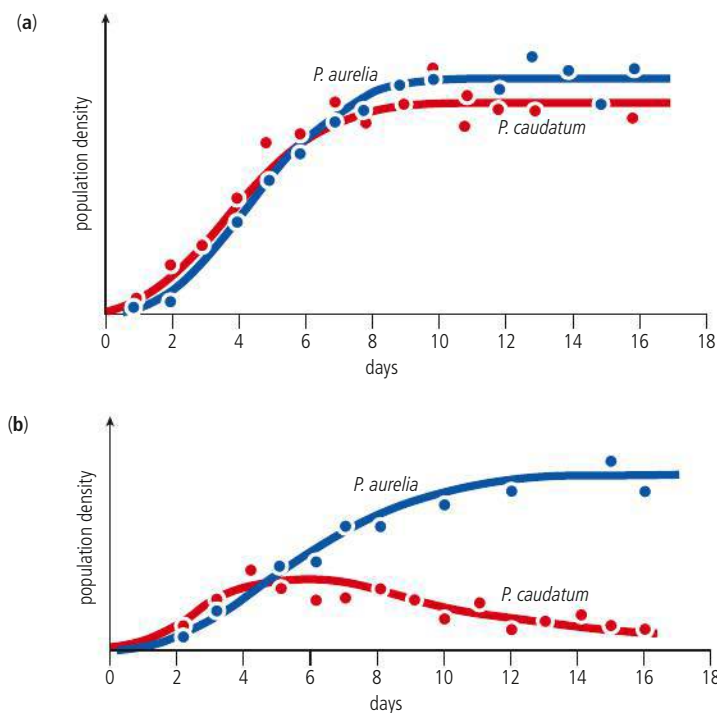 (a)
P. aurelia
P. caudatum
population density
0 2 4 6 8 10 12 14 16 18
days
(b)
P. aurelia
P. caudatum
population density
0 2 4 6 8 10 12 14 16 18
days